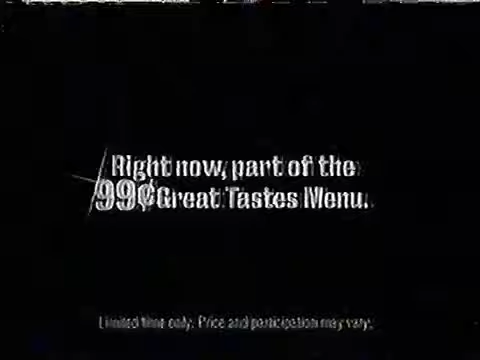 Right now, part of the
99¢ Great Tastes Menu.
Limited time only. Price and participation may vary.